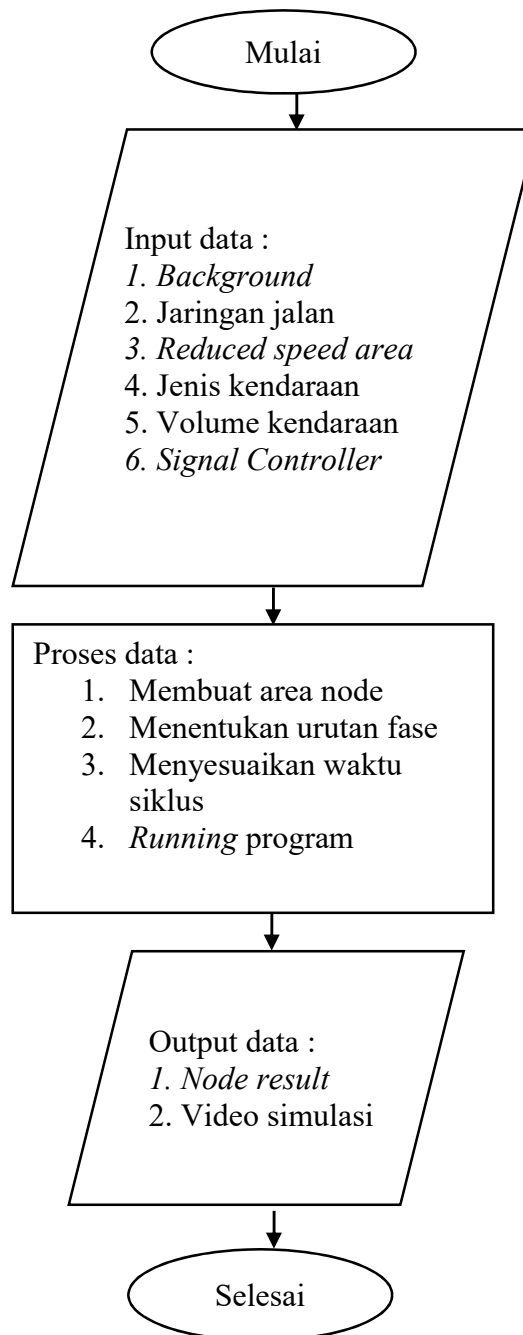 Mulai
Input data :
1. Background
2. Jaringan jalan
3. Reduced speed area
4. Jenis kendaraan
5. Volume kendaraan
6. Signal Controller
Proses data :
1. Membuat area node
2. Menentukan urutan fase
3. Menyesuaikan waktu
siklus
4. Running program
Output data :
1. Node result
2. Video simulasi
Selesai